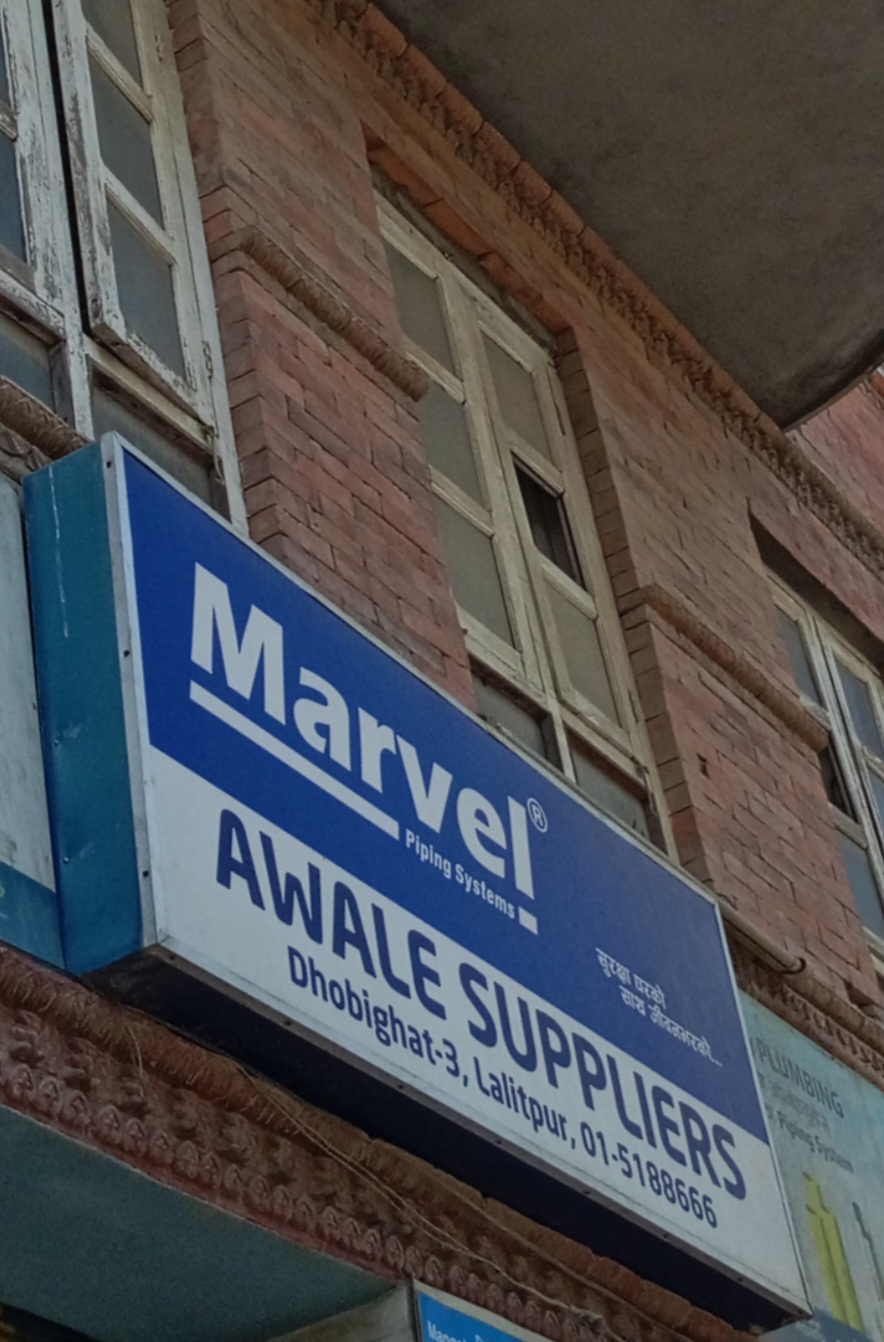 Marvel®
Piping Systems
AWALE SUPPLIERS
Dhobighat-3, Lalitpur, 01-5188666
सुरक्षा घरको
साथ जीवनभरको...
PLUMBING
Piping System